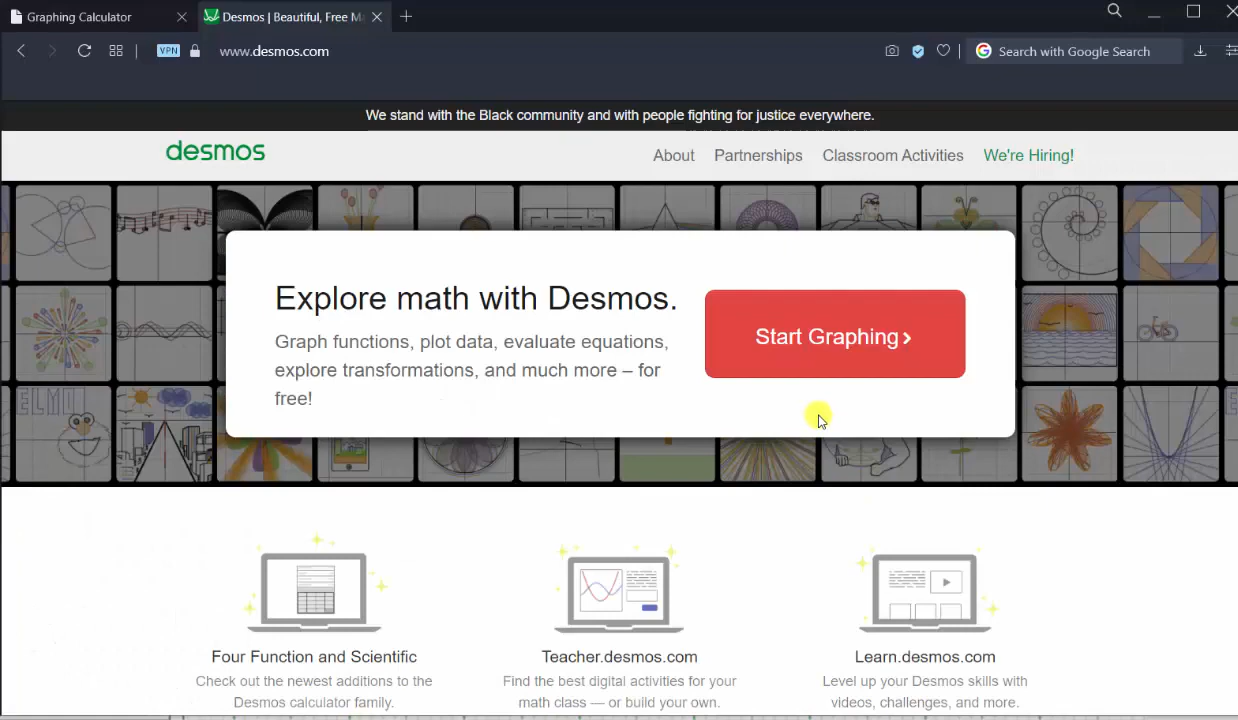 Graphing Calculator
Desmos | Beautiful, Free M
VPN
www.desmos.com
Search with Google Search
We stand with the Black community and with people fighting for justice everywhere.
desmos
About Partnerships Classroom Activities We're Hiring!
ELMO
Explore math with Desmos.
Graph functions, plot data, evaluate equations,
explore transformations, and much more – for
free!
Start Graphing
Four Function and Scientific
Check out the newest additions to the
Desmos calculator family.
Teacher.desmos.com
Find the best digital activities for your
math class — or build your own.
Learn.desmos.com
Level up your Desmos skills with
videos, challenges, and more.